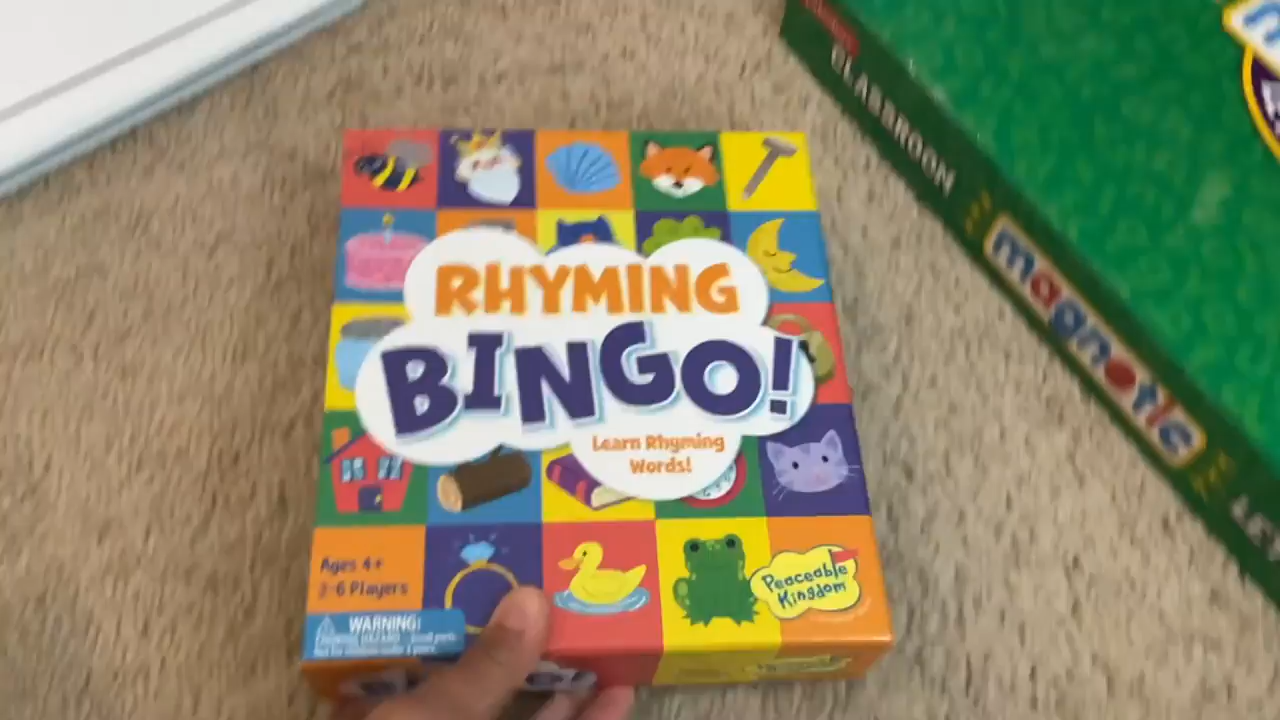 RHYMING
BINGO!
Learn Rhyming
Words!
Ages 4+
2-6 Players
WARNING!
Peaceable
Kingdom
CLASSROOM
magnetic